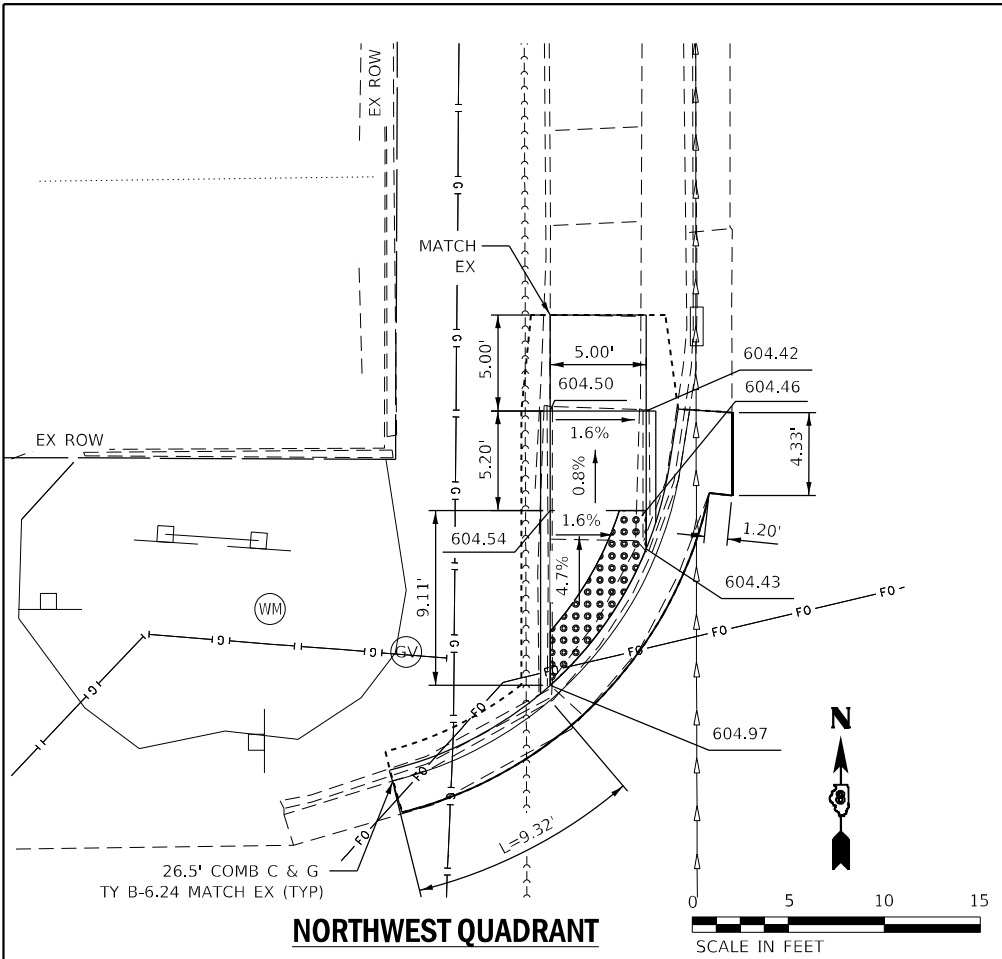 EX ROW
G
MATCH
EX
G
5.00'
5.00'
604.42
604.50
604.46
EX ROW
1.6%
5.20'
0.8%
4.33'
G
1.6%
604.54
1.20'
4.7%
9.11'
604.43
FO
WM
FO
G
G
GV
G
FO
FO
G
FO
604.97
N
FO
G
8
FO
L=9.32'
26.5' COMB C & G
TY B-6.24 MATCH EX (TYP)
NORTHWEST QUADRANT
0 5 10 15
SCALE IN FEET